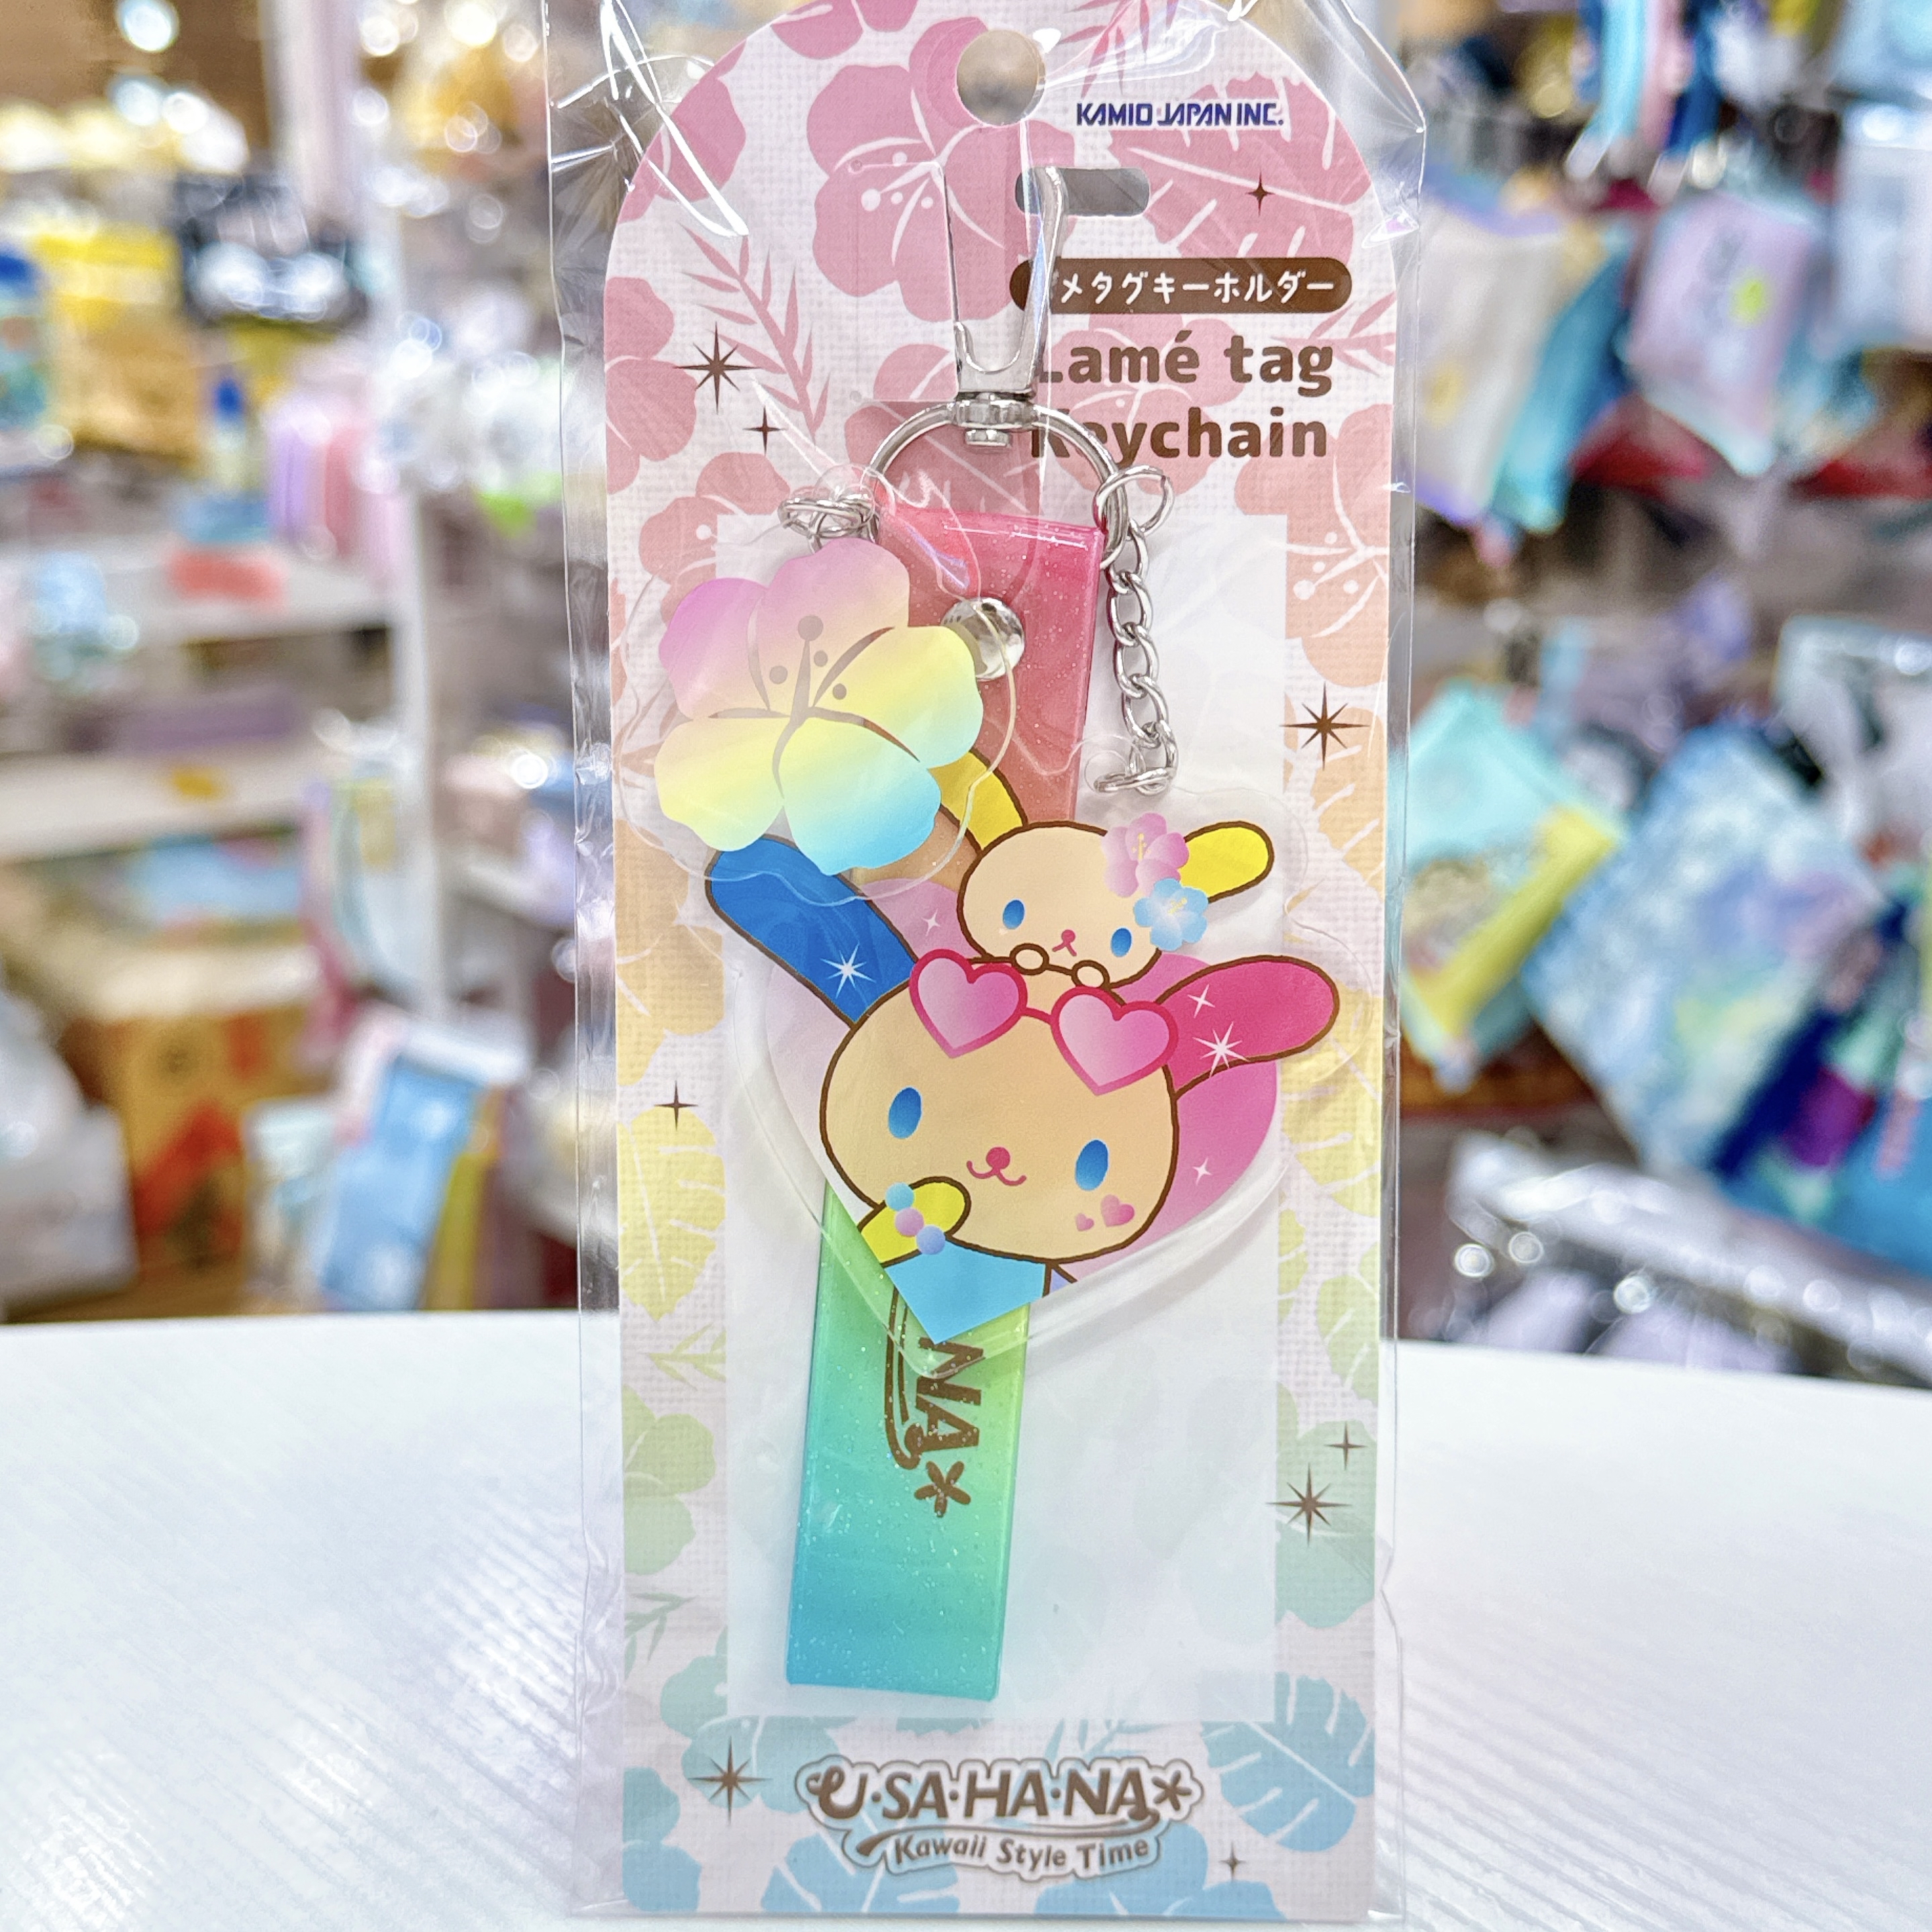 KAMIO JAPAN INC.
メタグキーホルダー
Lamé tag
Keychain
NA*
U·SA·HA·NA*
Kawaii Style Time